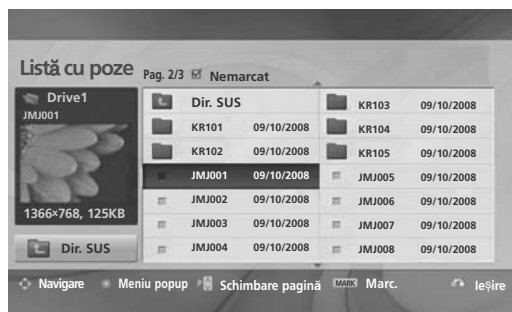 Listă cu poze
Pag. 2/3 Nemarcat
Drive1
JMJ001
1366×768, 125KB
Dir. SUS
Dir. SUS
KR101 09/10/2008
KR102 09/10/2008
JMJ001 09/10/2008
JMJ002 09/10/2008
JMJ003 09/10/2008
JMJ004 09/10/2008
KR103 09/10/2008
KR104 09/10/2008
KR105 09/10/2008
JMJ005 09/10/2008
JMJ006 09/10/2008
JMJ007 09/10/2008
JMJ008 09/10/2008
Navigare Meniu popup Schimbare pagină MARK Marc. Ieşire